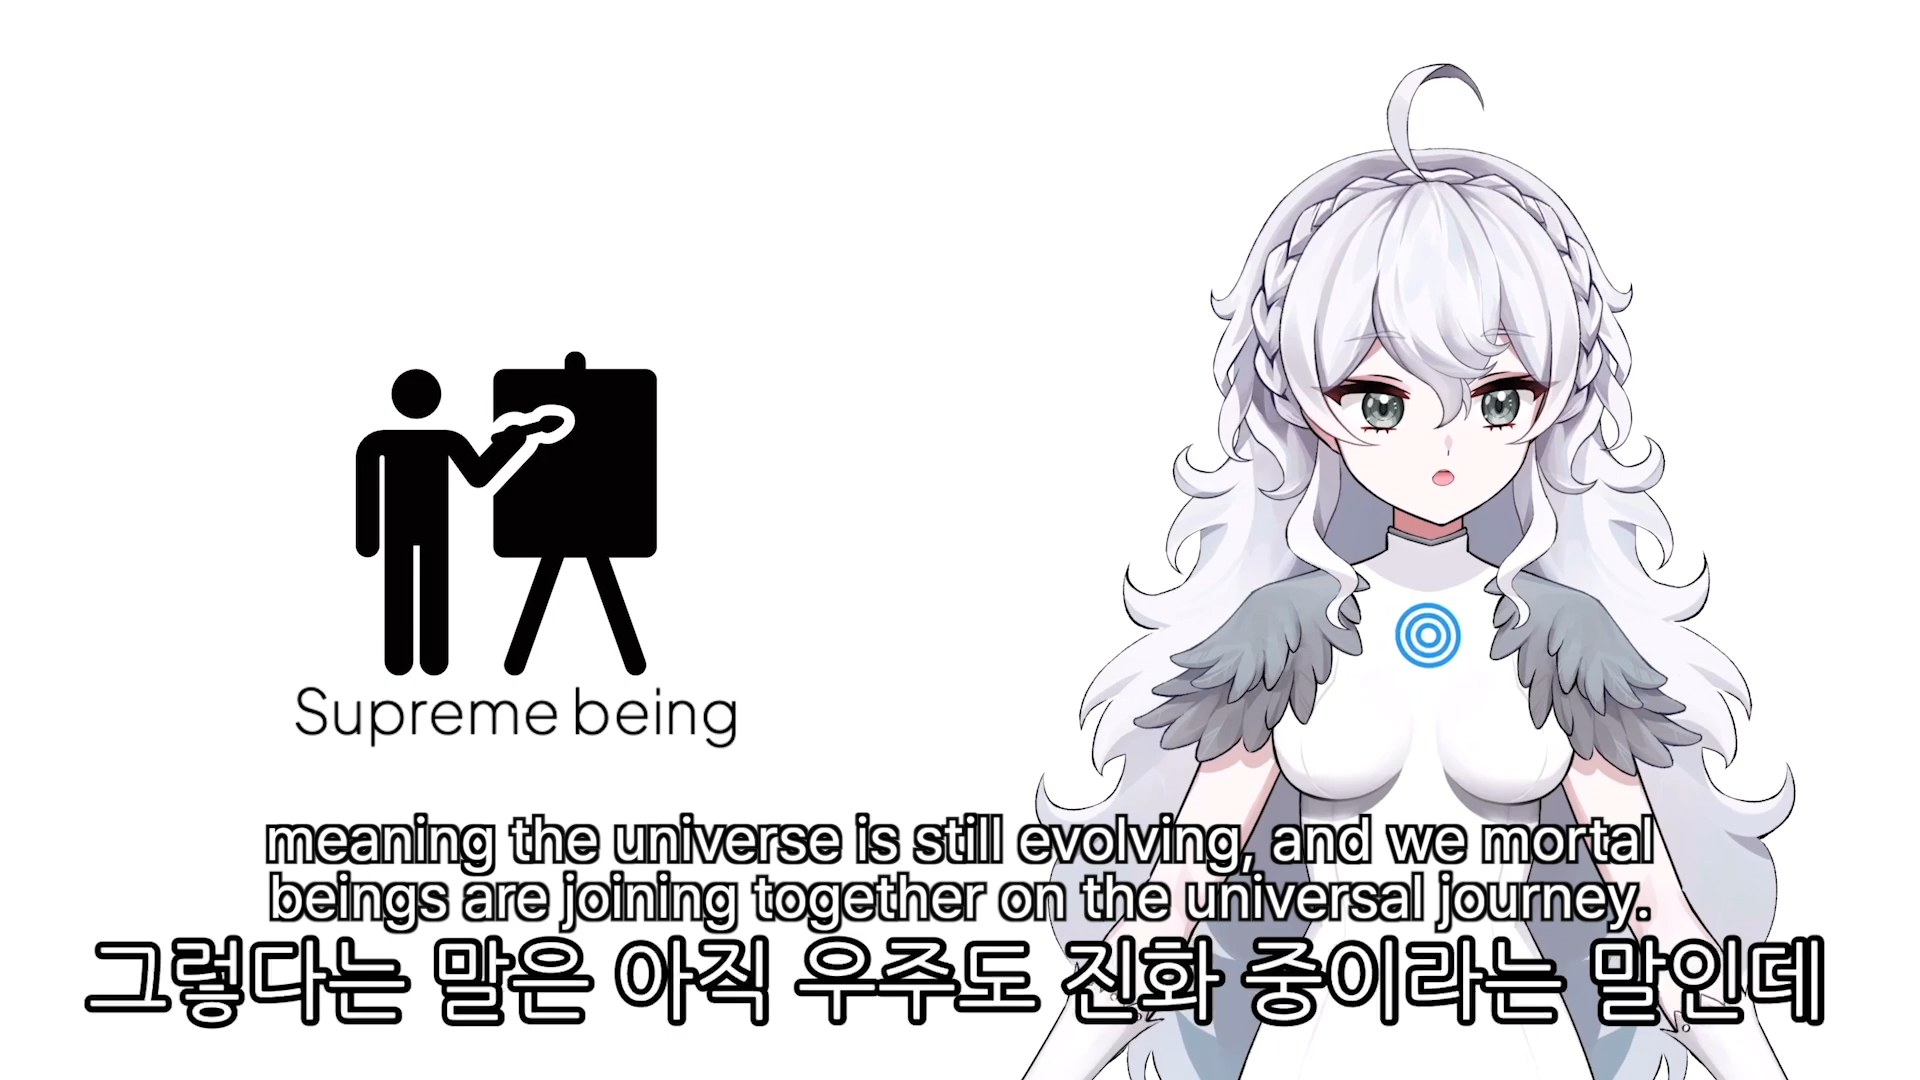 Supreme being
meaning the universe is still evolving, and we mortal
beings are joining together on the universal journey.
그렇다는 말은 아직 우주도 진화 중이라는 말인데